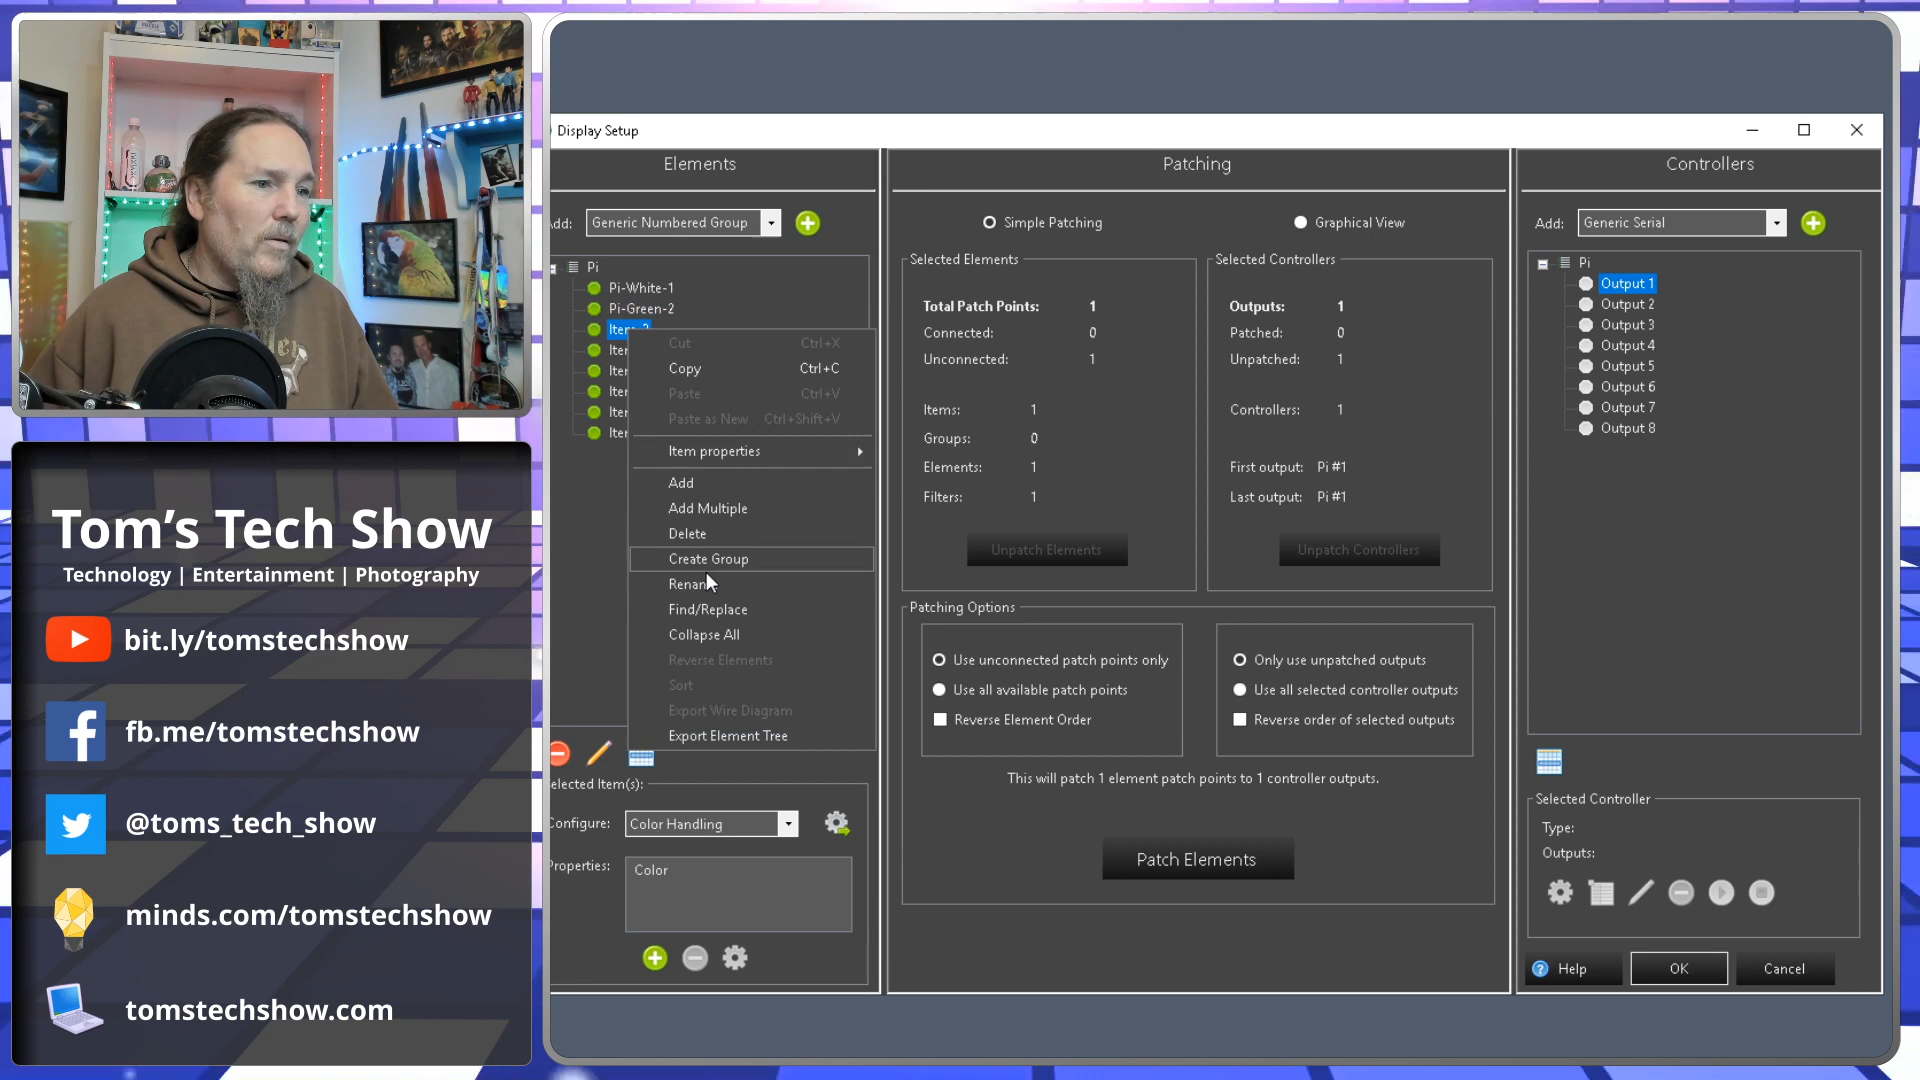 Display Setup
Elements
Patching
Controllers
Add:
Generic Numbered Group
Simple Patching
Graphical View
Add:
Generic Serial
Pi
Pi-White-1
Pi-Green-2
Cut Ctrl+X
Copy Ctrl+C
Paste Ctrl+V
Paste as New Ctrl+Shift+V
Item properties
Add
Add Multiple
Delete
Create Group
Rename
Find/Replace
Collapse All
Reverse Elements
Sort
Export Wire Diagram
Export Element Tree
Selected Item(s):
Configure:
Color Handling
Properties:
Color
Selected Elements
Total Patch Points: 1
Connected: 0
Unconnected: 1
Items: 1
Groups: 0
Elements: 1
Filters: 1
Unpatch Elements
Selected Controllers
Outputs: 1
Patched: 0
Unpatched: 1
Controllers: 1
First output: Pi #1
Last output: Pi #1
Unpatch Controllers
Patching Options
Use unconnected patch points only
Use all available patch points
Reverse Element Order
Only use unpatched outputs
Use all selected controller outputs
Reverse order of selected outputs
This will patch 1 element patch points to 1 controller outputs.
Patch Elements
Pi
Output 1
Output 2
Output 3
Output 4
Output 5
Output 6
Output 7
Output 8
Selected Controller
Type:
Outputs:
Help
OK
Cancel
Tom's Tech Show
Technology | Entertainment | Photography
bit.ly/tomstechshow
fb.me/tomstechshow
@toms_tech_show
minds.com/tomstechshow
tomstechshow.com